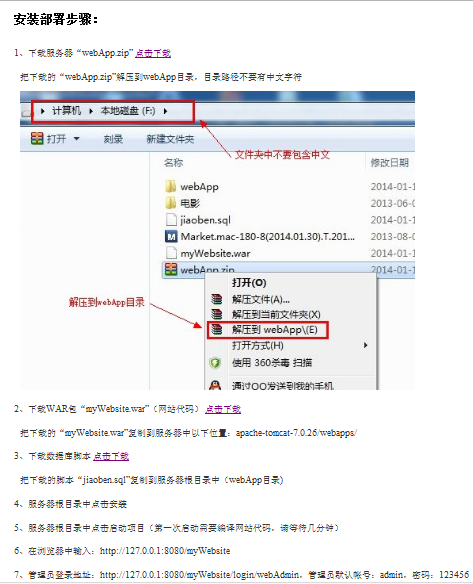 安装部署步骤：
1、下载服务器“webApp.zip” 点击下载
把下载的“webApp.zip”解压到webApp目录，目录路径不要有中文字符
计算机 本地磁盘 (F:)
打开 刻录 新建文件夹
文件夹中不要包含中文
名称 修改日期
webApp 2014-01-1
电影 2013-06-0
jiaoben.sql 2014-01-1
Market.mac-180-8(2014.01.30).T.201... 2013-08-0
myWebsite.war 2014-01-1
webApp.zip 2014-01-1
打开(O)
解压文件(A)...
解压到当前文件夹(X)
解压到webApp目录
解压到 webApp\(E)
打开方式(H)
使用 360杀毒 扫描
通过QQ发送到我的手机
2、下载WAR包“myWebsite.war”（网站代码） 点击下载
把下载的“myWebsite.war”复制到服务器中以下位置：apache-tomcat-7.0.26/webapps/
3、下载数据库脚本 点击下载
把下载的脚本“jiaoben.sql”复制到服务器根目录中（webApp目录)
4、服务器根目录中点击安装
5、服务器根目录中点击启动项目（第一次启动需要编译网站代码，请等待几分钟）
6、在浏览器中输入：http://127.0.0.1:8080/myWebsite
7、管理员登录地址：http://127.0.0.1:8080/myWebsite/login/webAdmin，管理员默认帐号：admin，密码：123456